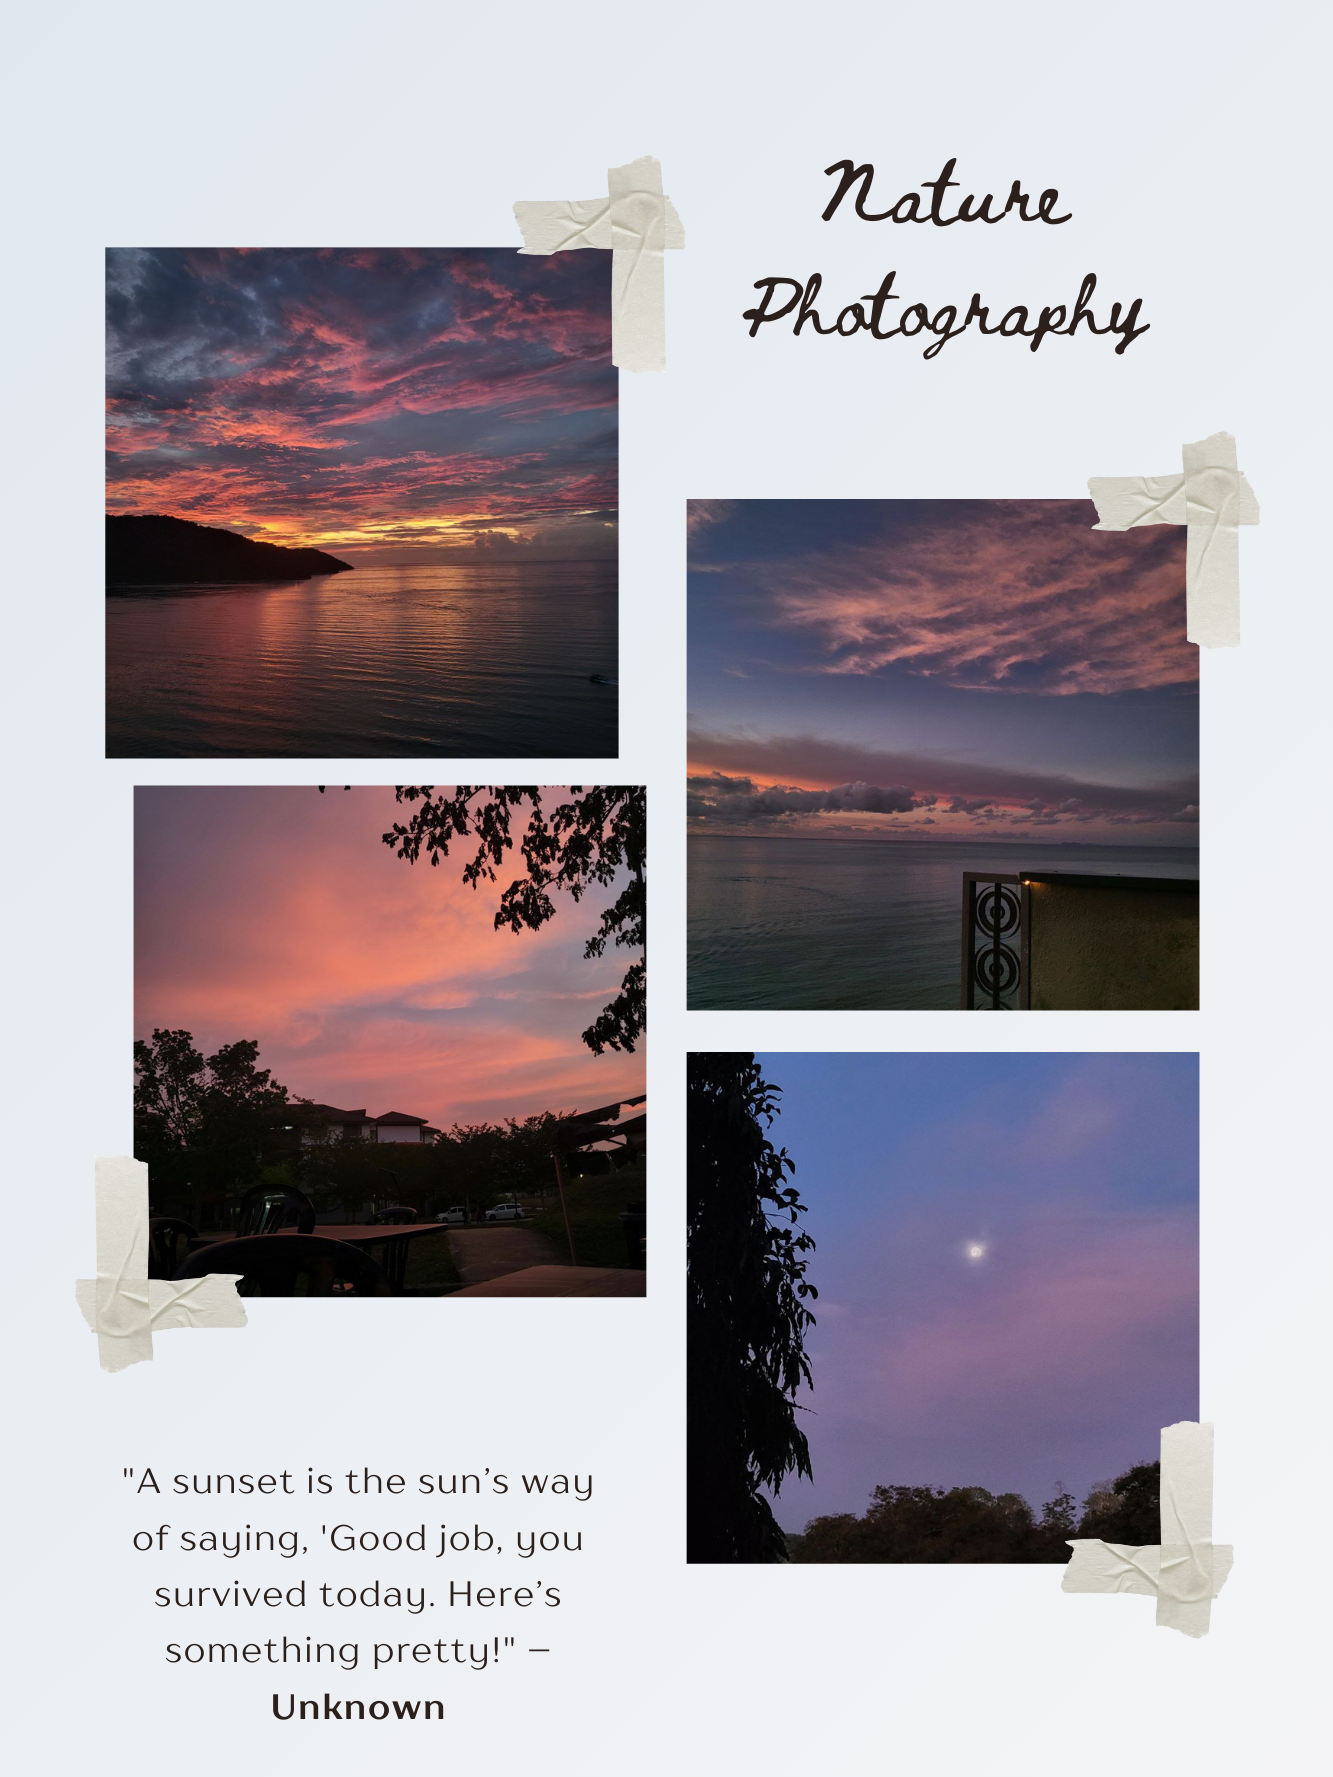 Nature
Photography
"A sunset is the sun’s way
of saying, 'Good job, you
survived today. Here’s
something pretty!" –
Unknown